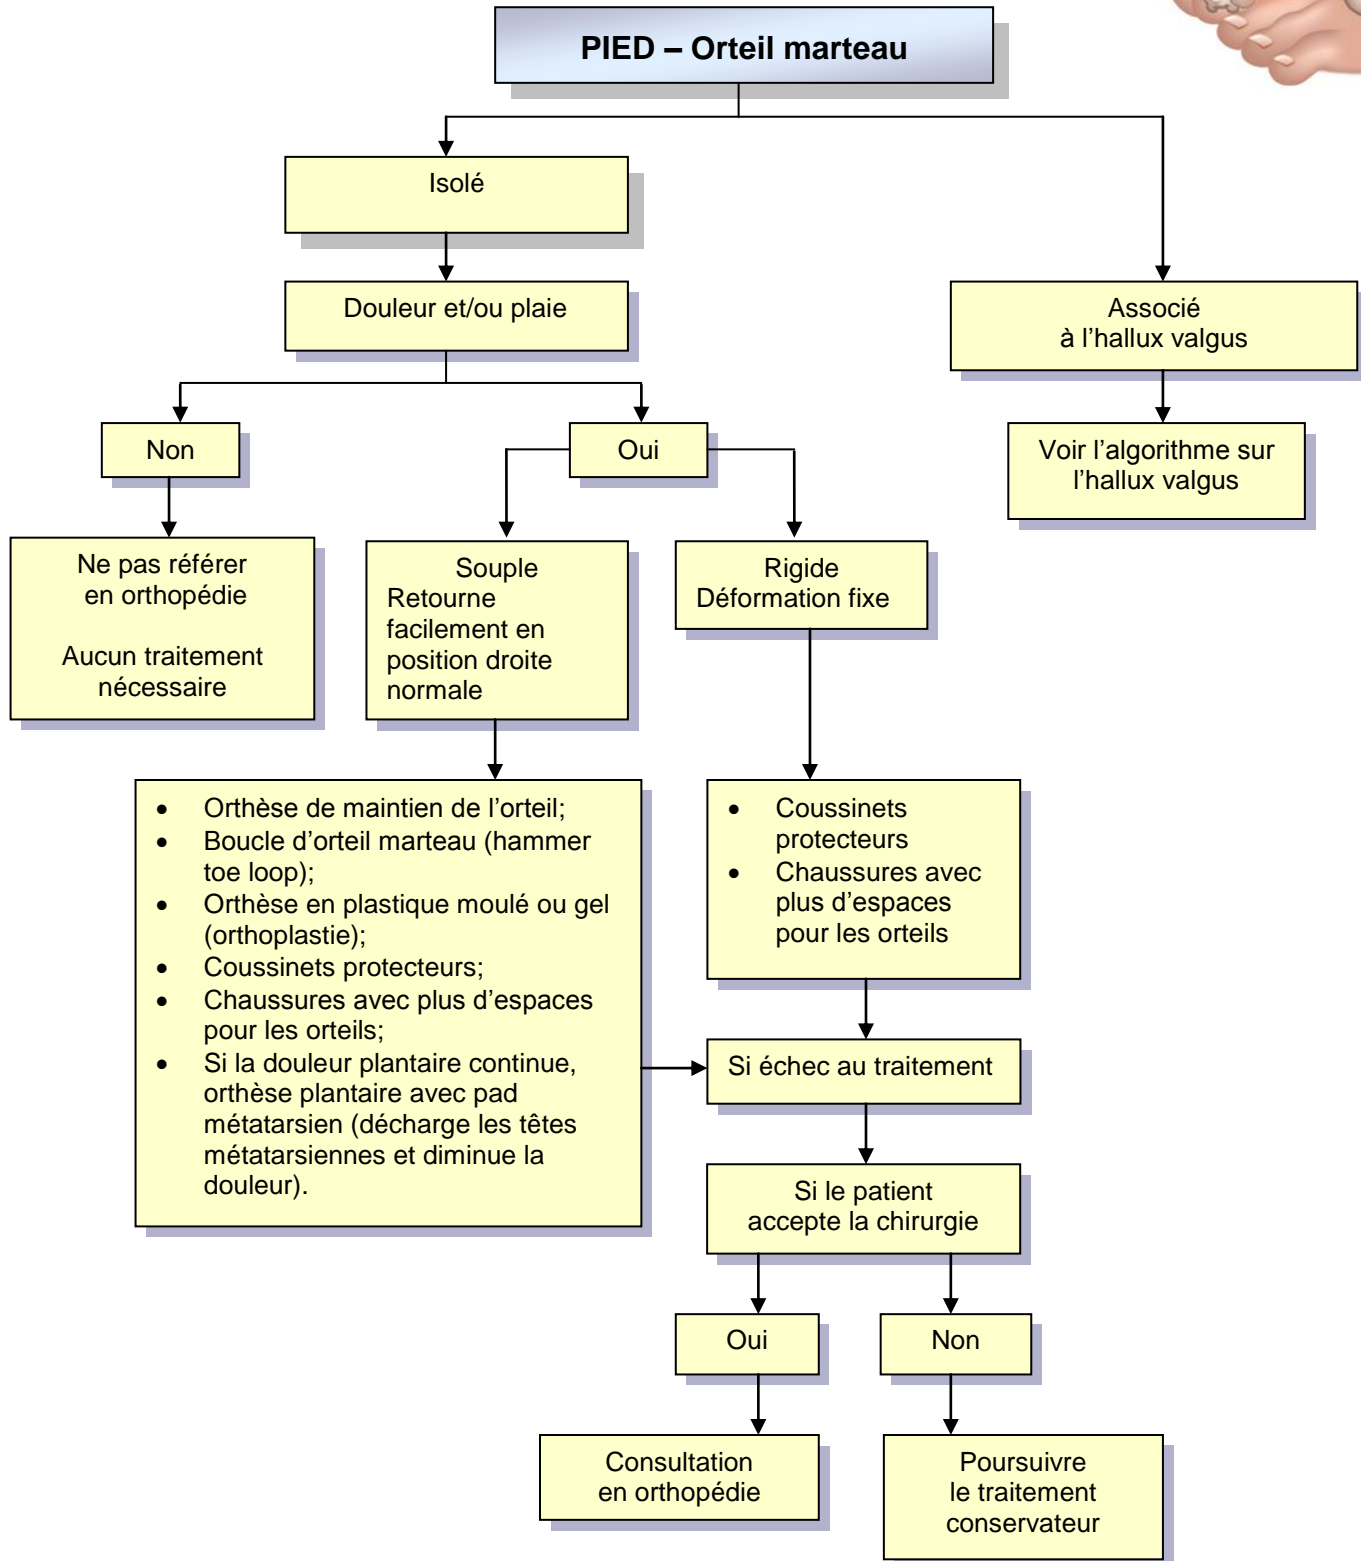 PIED – Orteil marteau
Isolé
Douleur et/ou plaie
Associé
à l'hallux valgus
Non
Oui
Voir l'algorithme sur
l'hallux valgus
Ne pas référer
en orthopédie
Aucun traitement
nécessaire
Souple
Retourne
facilement en
position droite
normale
Rigide
Déformation fixe
• Orthèse de maintien de l'orteil;
• Boucle d'orteil marteau (hammer
toe loop);
• Orthèse en plastique moulé ou gel
(orthoplastie);
• Coussinets protecteurs;
• Chaussures avec plus d'espaces
pour les orteils;
• Si la douleur plantaire continue,
orthèse plantaire avec pad
métatarsien (décharge les têtes
métatarsiennes et diminue la
douleur).
• Coussinets
protecteurs
• Chaussures avec
plus d'espaces
pour les orteils
Si échec au traitement
Si le patient
accepte la chirurgie
Oui
Non
Consultation
en orthopédie
Poursuivre
le traitement
conservateur